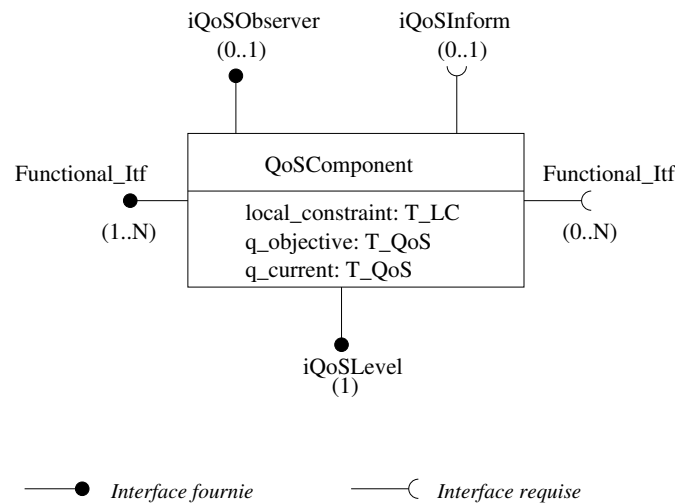 iQoSObserver
(0..1)
iQoSInform
(0..1)
Functional_Itf
(1..N)
QoSComponent
local_constraint: T_LC
q_objective: T_QoS
q_current: T_QoS
Functional_Itf
(0..N)
iQoSLevel
(1)
Interface fournie
Interface requise